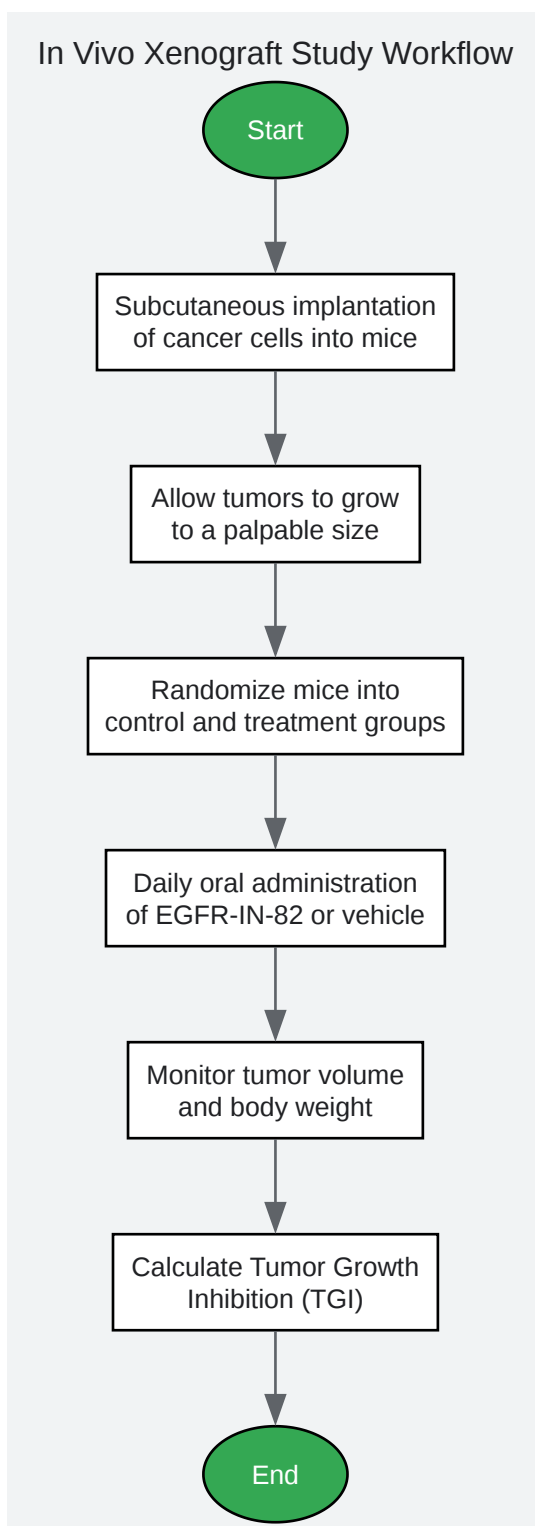 In Vivo Xenograft Study Workflow
Start
Subcutaneous implantation
of cancer cells into mice
Allow tumors to grow
to a palpable size
Randomize mice into
control and treatment groups
Daily oral administration
of EGFR-IN-82 or vehicle
Monitor tumor volume
and body weight
Calculate Tumor Growth
Inhibition (TGI)
End